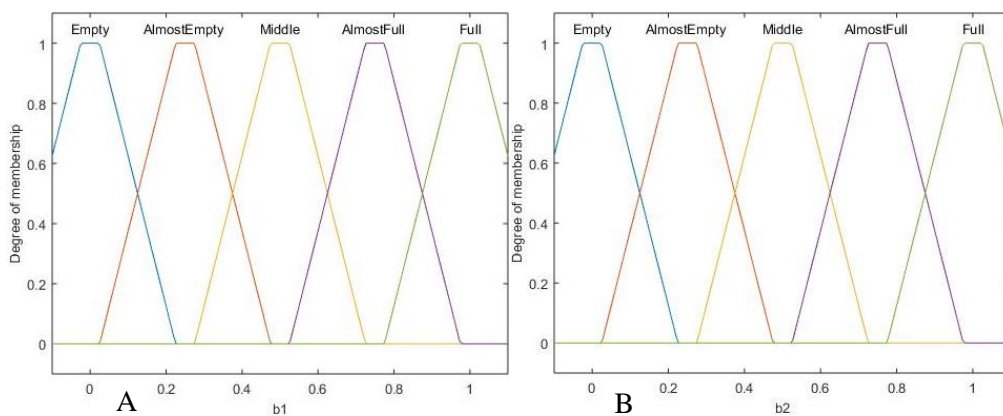 Empty AlmostEmpty Middle AlmostFull Full
1
0.8
0.6
0.4
0.2
0
Degree of membership
0 0.2 0.4 0.6 0.8 1
A
b1
Empty AlmostEmpty Middle AlmostFull Full
1
0.8
0.6
0.4
0.2
0
Degree of membership
0 0.2 0.4 0.6 0.8 1
B
b2